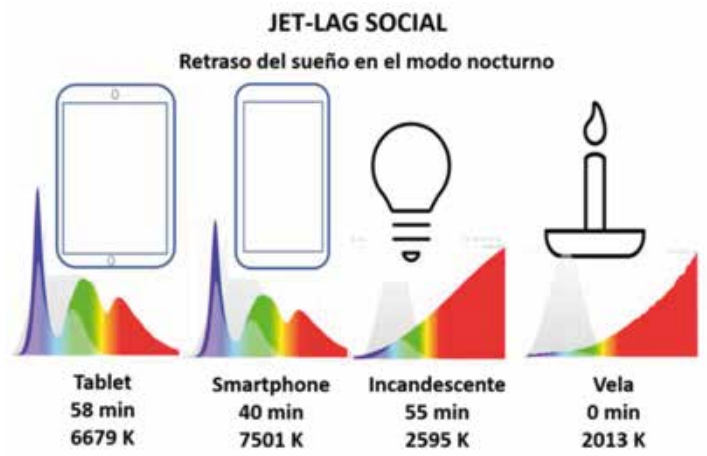 JET-LAG SOCIAL
Retraso del sueño en el modo nocturno
Tablet
58 min
6679 K
Smartphone
40 min
7501 K
Incandescente
55 min
2595 K
Vela
0 min
2013 K